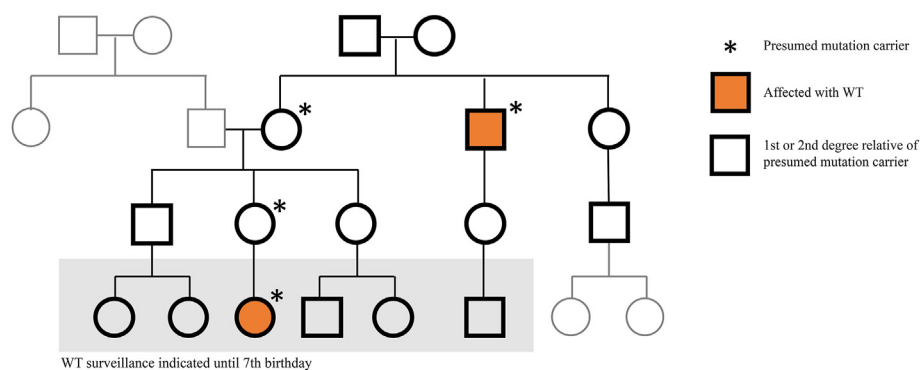 * Presumed mutation carrier
Affected with WT
1st or 2nd degree relative of
presumed mutation carrier
*
*
*
*
WT surveillance indicated until 7th birthday